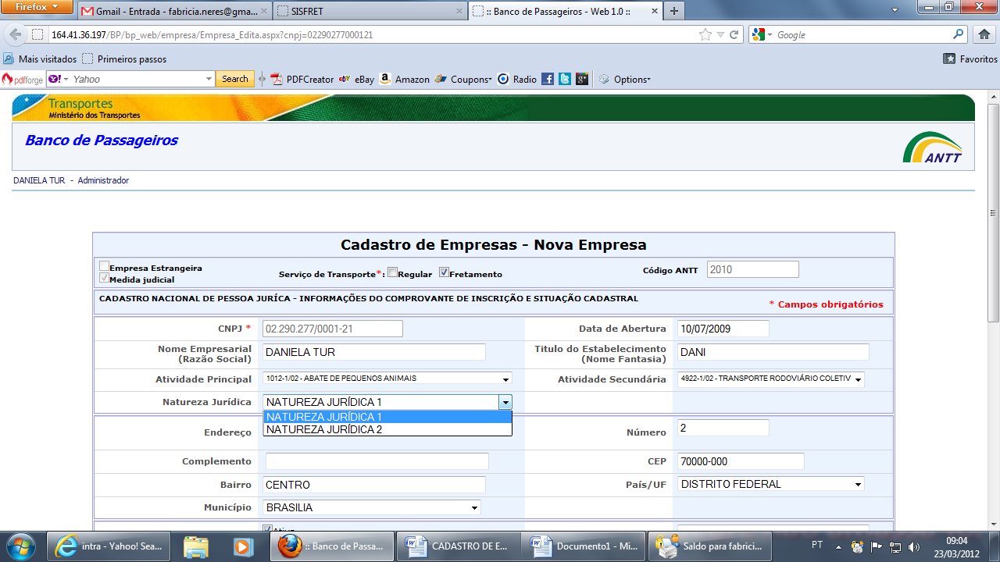 Firefox
Gmail - Entrada - fabricia.neres@gma...
SISFRET
:: Banco de Passageiros - Web 1.0 ::
164.41.36.197/BP/bp_web/empresa/Empresa_Edita.aspx?cnpj=02290277000121
Google
Mais visitados
Primeiros passos
Favoritos
pdfforge
Y!
Yahoo
Search
PDFCreator
eBay
Amazon
Coupons
Radio
Options
Transportes
Ministério dos Transportes
Banco de Passageiros
ANTT
DANIELA TUR - Administrador
Cadastro de Empresas - Nova Empresa
Empresa Estrangeira
Medida judicial
Serviço de Transporte*:
Regular
Fretamento
Código ANTT
2010
CADASTRO NACIONAL DE PESSOA JURÍCA - INFORMAÇÕES DO COMPROVANTE DE INSCRIÇÃO E SITUAÇÃO CADASTRAL
* Campos obrigatórios
CNPJ *
02.290.277/0001-21
Data de Abertura
10/07/2009
Nome Empresarial
(Razão Social)
DANIELA TUR
Titulo do Estabelecimento
(Nome Fantasia)
DANI
Atividade Principal
1012-1/02 - ABATE DE PEQUENOS ANIMAIS
Atividade Secundária
4922-1/02 - TRANSPORTE RODOVIÁRIO COLETIV
Natureza Jurídica
NATUREZA JURÍDICA 1
NATUREZA JURÍDICA 1
NATUREZA JURÍDICA 2
Endereço
Número
2
Complemento
CEP
70000-000
Bairro
CENTRO
País/UF
DISTRITO FEDERAL
Município
BRASILIA
Ativo
intra - Yahoo! Sea...
:: Banco de Passa...
CADASTRO DE E...
Documento1 - Mi...
Saldo para fabrici...
PT
09:04
23/03/2012